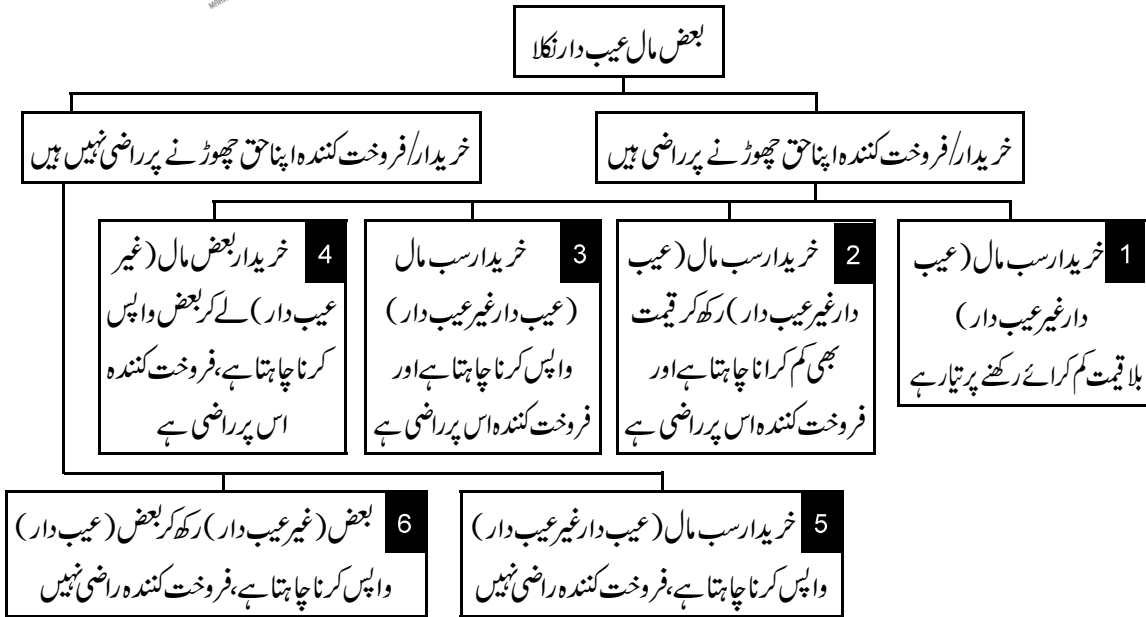 بعض مال عیب دار نکلا
خریدار/فروخت کنندہ اپنا حق چھوڑنے پر راضی ہیں
خریدار/فروخت کنندہ اپنا حق چھوڑنے پر راضی نہیں ہیں
1 خریدار سب مال (عیب
دار غیر عیب دار)
بلا قیمت کم کرائے رکھنے پر تیار ہے
2 خریدار سب مال (عیب
دار غیر عیب دار) رکھ کر قیمت
بھی کم کرانا چاہتا ہے اور
فروخت کنندہ اس پر راضی ہے
3 خریدار سب مال
(عیب دار غیر عیب دار)
واپس کرنا چاہتا ہے اور
فروخت کنندہ اس پر راضی ہے
4 خریدار بعض مال (غیر
عیب دار) لے کر بعض واپس
کرنا چاہتا ہے، فروخت کنندہ
اس پر راضی ہے
5 خریدار سب مال (عیب دار غیر عیب دار)
واپس کرنا چاہتا ہے، فروخت کنندہ راضی نہیں
6 بعض (غیر عیب دار) رکھ کر بعض (عیب دار)
واپس کرنا چاہتا ہے، فروخت کنندہ راضی نہیں